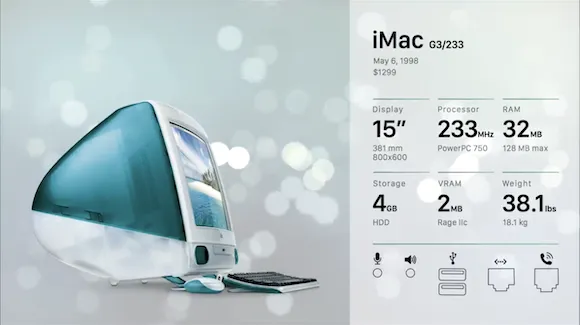 iMac G3/233
May 6, 1998
$1299
Display
15”
381 mm
800x600
Processor
233MHz
PowerPC 750
RAM
32MB
128 MB max
Storage
4GB
HDD
VRAM
2MB
Rage IIc
Weight
38.1lbs
18.1 kg